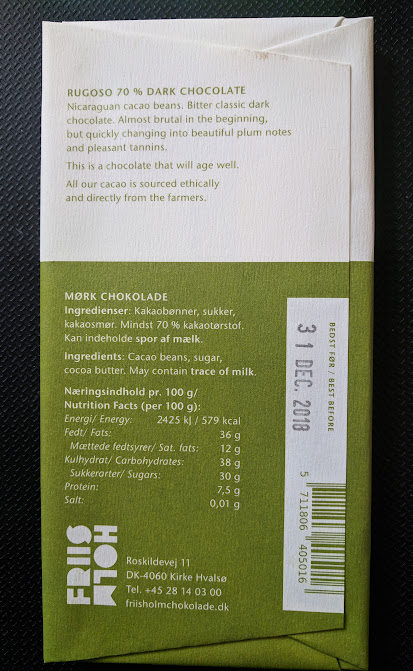 RUGOSO 70 % DARK CHOCOLATE
Nicaraguan cacao beans. Bitter classic dark
chocolate. Almost brutal in the beginning,
but quickly changing into beautiful plum notes
and pleasant tannins.
This is a chocolate that will age well.
All our cacao is sourced ethically
and directly from the farmers.
MØRK CHOKOLADE
Ingredienser: Kakaobønner, sukker,
kakaosmør. Mindst 70 % kakaotørstof.
Kan indeholde spor af mælk.
Ingredients: Cacao beans, sugar,
cocoa butter. May contain trace of milk.
Næringsindhold pr. 100 g/
Nutrition Facts (per 100 g):
Energi/ Energy: 2425 kJ / 579 kcal
Fedt/ Fats: 36 g
Mættede fedtsyrer/ Sat. fats: 12 g
Kulhydrat/ Carbohydrates: 38 g
Sukkerarter/ Sugars: 30 g
Protein: 7,5 g
Salt: 0,01 g
FRIIS
HOLM
Roskildevej 11
DK-4060 Kirke Hvalsø
Tel. +45 28 14 03 00
friisholmchokolade.dk
BEDST FØR / BEST BEFORE
31 DEC. 2018
5 711806 405016